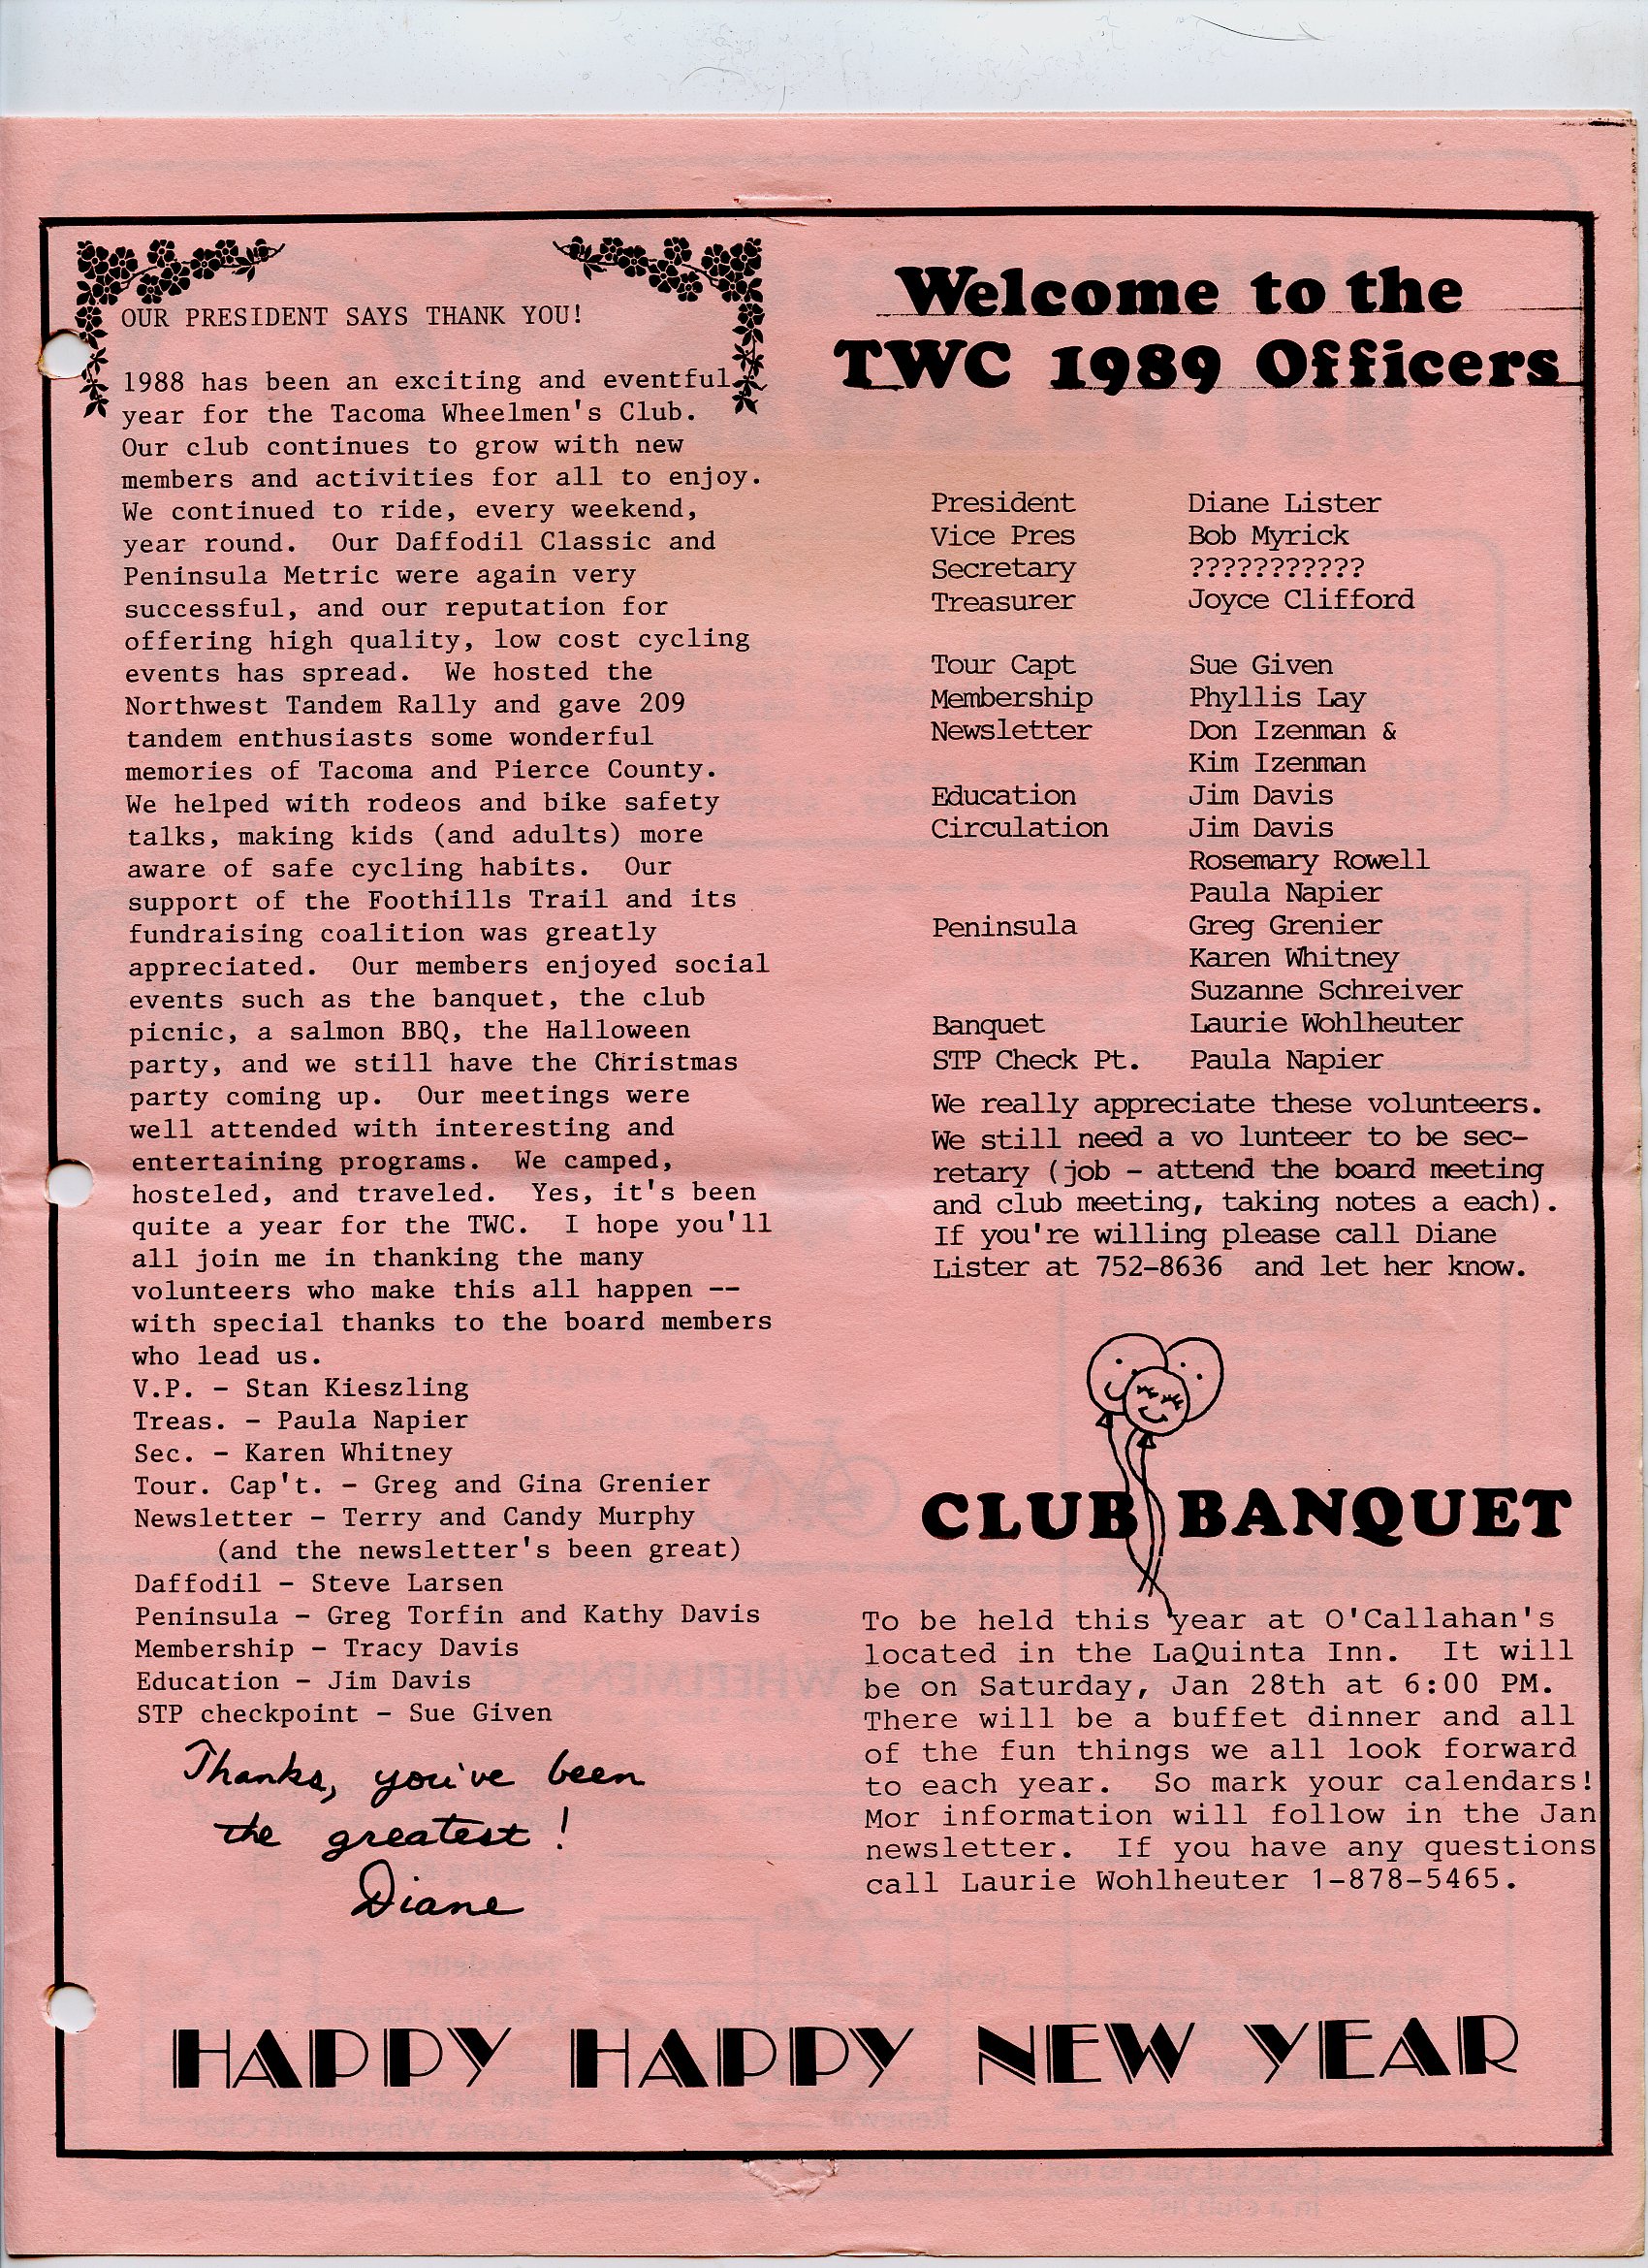 OUR PRESIDENT SAYS THANK YOU!
1988 has been an exciting and eventful
year for the Tacoma Wheelmen's Club.
Our club continues to grow with new
members and activities for all to enjoy.
We continued to ride, every weekend,
year round.  Our Daffodil Classic and
Peninsula Metric were again very
successful, and our reputation for
offering high quality, low cost cycling
events has spread.  We hosted the
Northwest Tandem Rally and gave 209
tandem enthusiasts some wonderful
memories of Tacoma and Pierce County.
We helped with rodeos and bike safety
talks, making kids (and adults) more
aware of safe cycling habits.  Our
support of the Foothills Trail and its
fundraising coalition was greatly
appreciated.  Our members enjoyed social
events such as the banquet, the club
picnic, a salmon BBQ, the Halloween
party, and we still have the Christmas
party coming up.  Our meetings were
well attended with interesting and
entertaining programs.  We camped,
hosteled, and traveled.  Yes, it's been
quite a year for the TWC.  I hope you'll
all join me in thanking the many
volunteers who make this all happen --
with special thanks to the board members
who lead us.
V.P. - Stan Kieszling
Treas. - Paula Napier
Sec. - Karen Whitney
Tour. Cap't. - Greg and Gina Grenier
Newsletter - Terry and Candy Murphy
(and the newsletter's been great)
Daffodil - Steve Larsen
Peninsula - Greg Torfin and Kathy Davis
Membership - Tracy Davis
Education - Jim Davis
STP checkpoint - Sue Given
Thanks, you've been
the greatest!
Diane
Welcome to the
TWC 1989 Officers
President Diane Lister
Vice Pres Bob Myrick
Secretary ???????????
Treasurer Joyce Clifford
Tour Capt Sue Given
Membership Phyllis Lay
Newsletter Don Izenman &
Kim Izenman
Education Jim Davis
Circulation Jim Davis
Rosemary Rowell
Paula Napier
Peninsula Greg Grenier
Karen Whitney
Suzanne Schreiver
Banquet Laurie Wohlheuter
STP Check Pt. Paula Napier
We really appreciate these volunteers.
We still need a vo lunteer to be sec-
retary (job - attend the board meeting
and club meeting, taking notes a each).
If you're willing please call Diane
Lister at 752-8636  and let her know.
CLUB BANQUET
To be held this year at O'Callahan's
located in the LaQuinta Inn.  It will
be on Saturday, Jan 28th at 6:00 PM.
There will be a buffet dinner and all
of the fun things we all look forward
to each year.  So mark your calendars!
Mor information will follow in the Jan
newsletter.  If you have any questions
call Laurie Wohlheuter 1-878-5465.
HAPPY HAPPY NEW YEAR